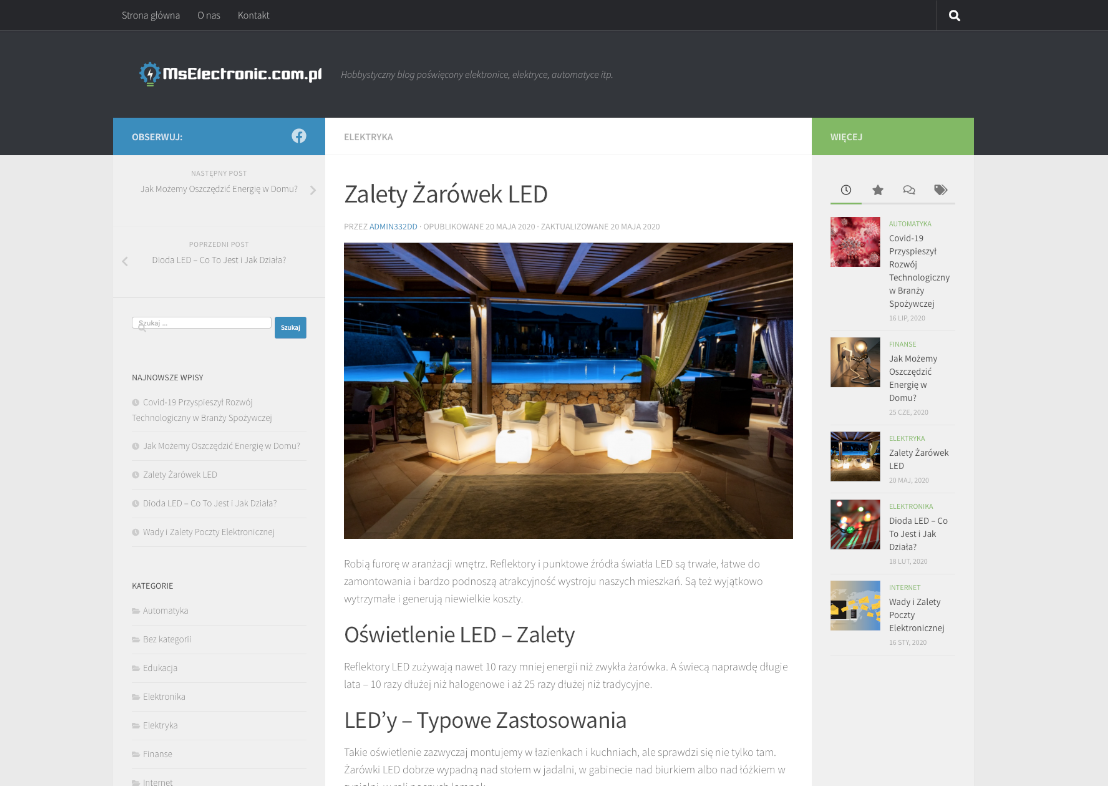 Strona główna
O nas
Kontakt
MsElectronic.com.pl
Hobbystyczny blog poświęcony elektronice, elektryce, automatyce itp.
OBSERWUJ:
NASTĘPNY POST
Jak Możemy Oszczędzić Energię w Domu?
POPRZEDNI POST
Dioda LED – Co To Jest i Jak Działa?
Szukaj ...
Szukaj
NAJNOWSZE WPISY
Covid-19 Przyspieszył Rozwój
Technologiczny w Branży Spożywczej
Jak Możemy Oszczędzić Energię w Domu?
Zalety Żarówek LED
Dioda LED – Co To Jest i Jak Działa?
Wady i Zalety Poczty Elektronicznej
KATEGORIE
Automatyka
Bez kategorii
Edukacja
Elektronika
Elektryka
Finanse
Internet
ELEKTRYKA
Zalety Żarówek LED
PRZEZ ADMIN332DD · OPUBLIKOWANE 20 MAJA 2020 · ZAKTUALIZOWANE 20 MAJA 2020
Robią furorę w aranżacji wnętrz. Reflektory i punktowe źródła światła LED są trwałe, łatwe do
zamontowania i bardzo podnoszą atrakcyjność wystroju naszych mieszkań. Są też wyjątkowo
wytrzymałe i generują niewielkie koszty.
Oświetlenie LED – Zalety
Reflektory LED zużywają nawet 10 razy mniej energii niż zwykła żarówka. A świecą naprawdę długie
lata – 10 razy dłużej niż halogenowe i aż 25 razy dłużej niż tradycyjne.
LED'y – Typowe Zastosowania
Takie oświetlenie zazwyczaj montujemy w łazienkach i kuchniach, ale sprawdzi się nie tylko tam.
Żarówki LED dobrze wypadną nad stołem w jadalni, w gabinecie nad biurkiem albo nad łóżkiem w
WIĘCEJ
AUTOMATYKA
Covid-19
Przyspieszył
Rozwój
Technologiczny
w Branży
Spożywczej
16 LIP, 2020
FINANSE
Jak Możemy
Oszczędzić
Energię w
Domu?
25 CZE, 2020
ELEKTRYKA
Zalety Żarówek
LED
20 MAJ, 2020
ELEKTRONIKA
Dioda LED – Co
To Jest i Jak
Działa?
18 LUT, 2020
INTERNET
Wady i Zalety
Poczty
Elektronicznej
16 STY, 2020